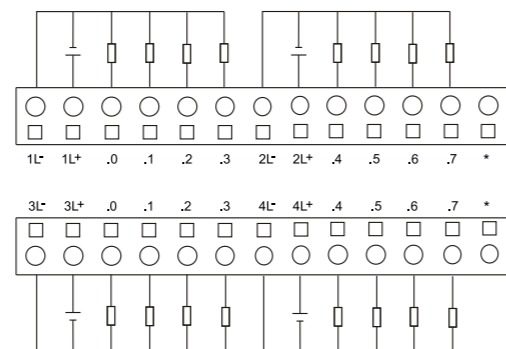 1L- 1L+ .0 .1 .2 .3 2L- 2L+ .4 .5 .6 .7 *
3L- 3L+ .0 .1 .2 .3 4L- 4L+ .4 .5 .6 .7 *